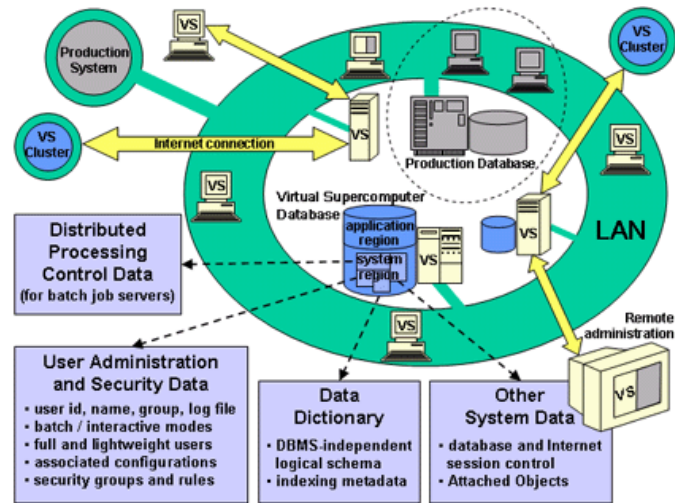 VS
Production
System
VS
Cluster
VS
Cluster
Internet connection
VS
Production Database
VS
VS
Virtual Supercomputer
Database
application
region
system
region
VS
VS
LAN
Distributed
Processing
Control Data
(for batch job servers)
VS
Remote
administration
VS
User Administration
and Security Data
• user id, name, group, log file
• batch / interactive modes
• full and lightweight users
• associated configurations
• security groups and rules
Data
Dictionary
• DBMS-independent
logical schema
• indexing metadata
Other
System Data
• database and Internet
session control
• Attached Objects